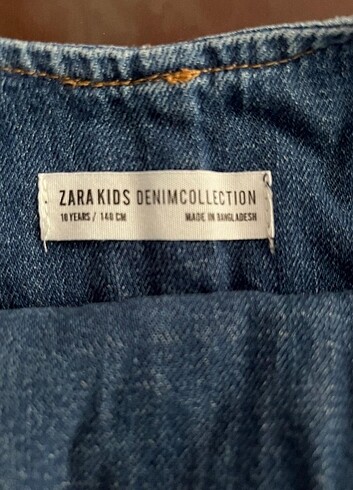 ZARA KIDS DENIMCOLLECTION
10 YEARS / 140 CM MADE IN BANGLADESH